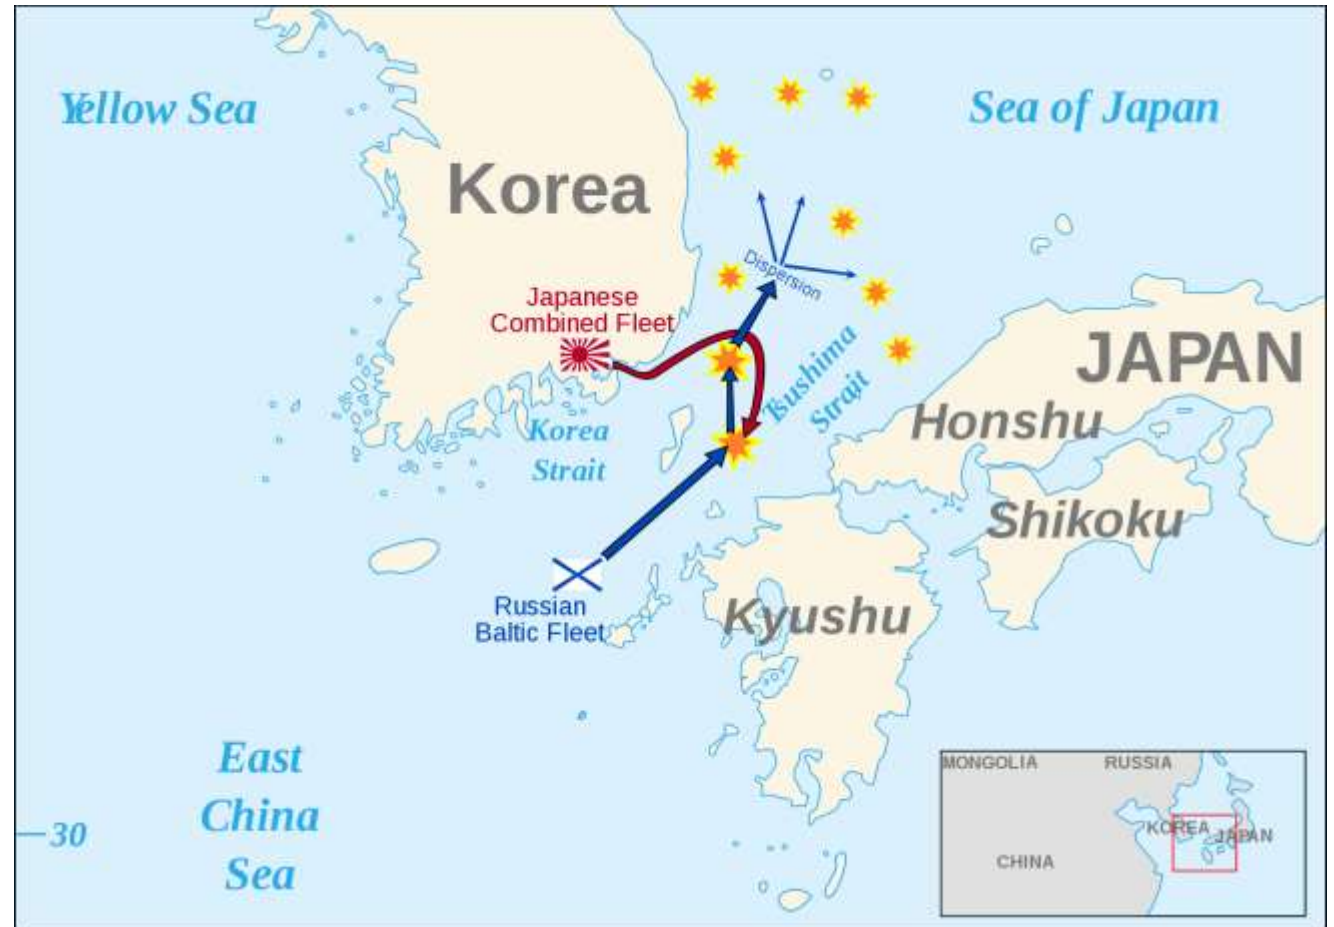 Yellow Sea
Sea of Japan
Korea
Dispersion
Japanese
Combined Fleet
Tsushima
Strait
JAPAN
Honshu
Korea
Strait
Shikoku
Russian
Baltic Fleet
Kyushu
East
China
Sea
30
MONGOLIA
RUSSIA
KOREA
JAPAN
CHINA